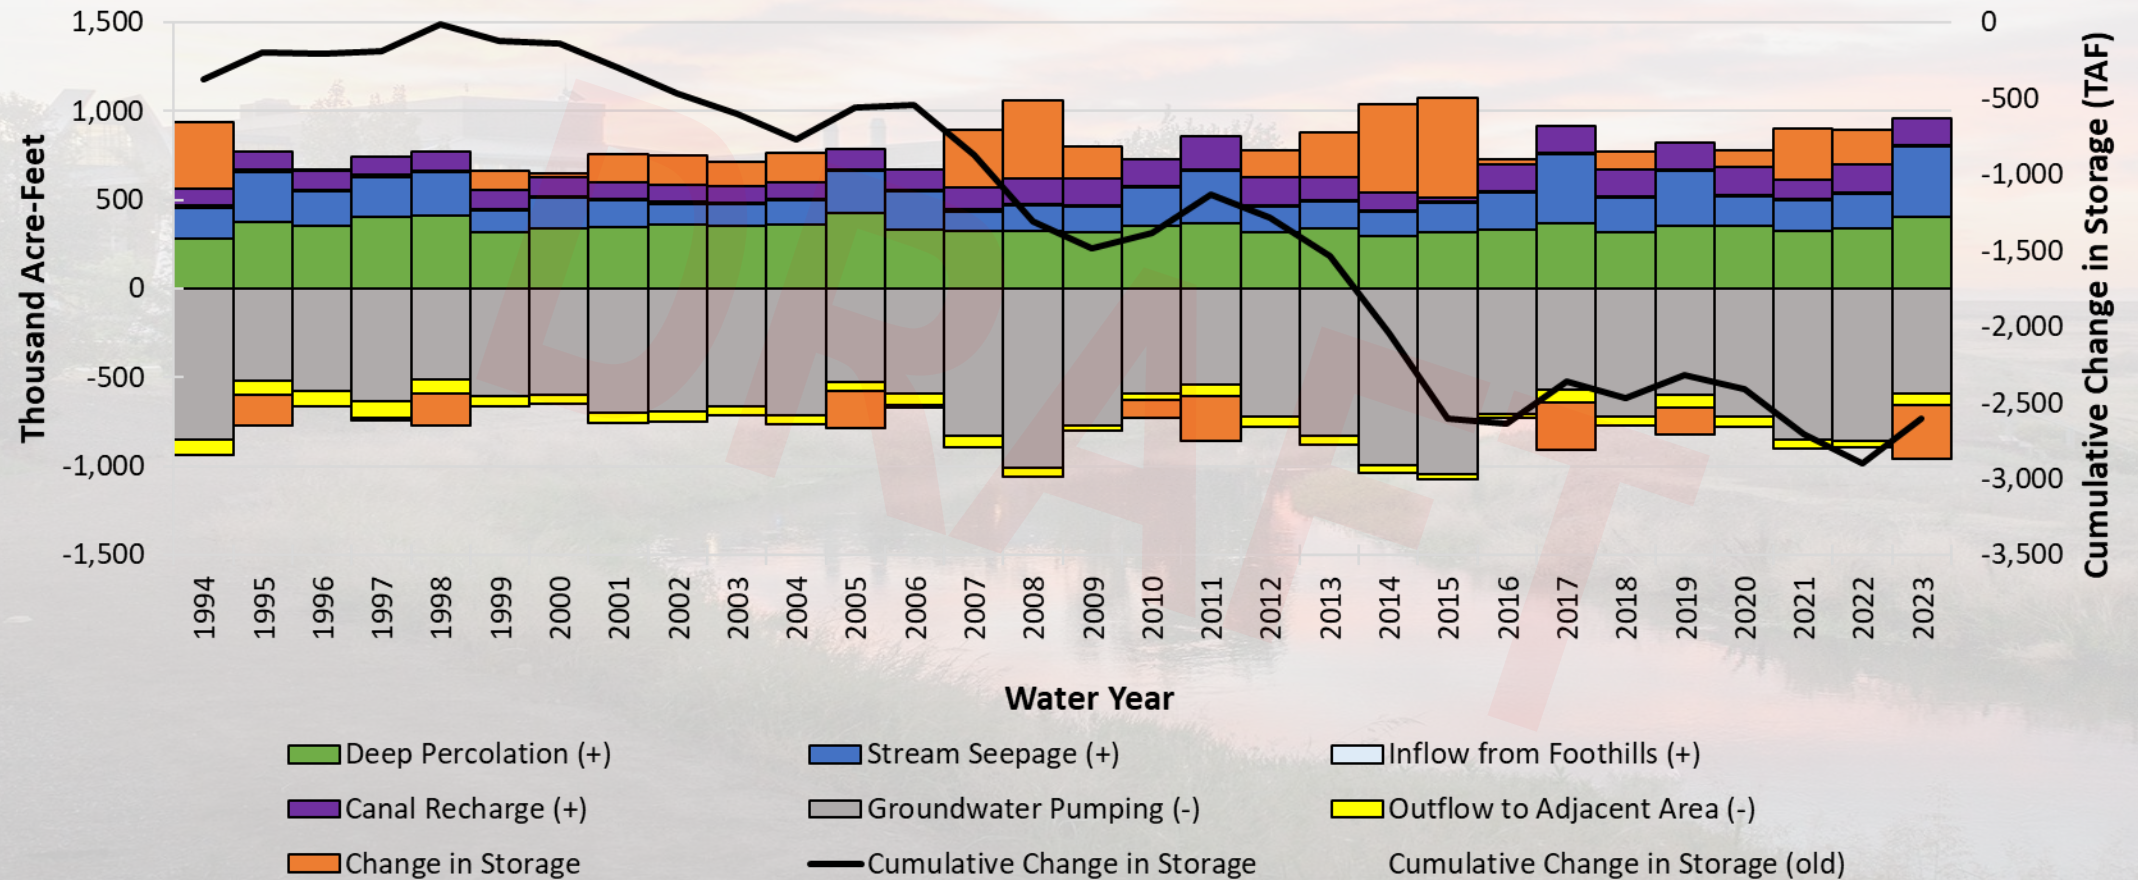 1,500
1,000
500
0
-500
-1,000
-1,500
Thousand Acre-Feet
0
-500
-1,000
-1,500
-2,000
-2,500
-3,000
-3,500
Cumulative Change in Storage (TAF)
DRAFT
1994 1995 1996 1997 1998 1999 2000 2001 2002 2003 2004 2005 2006 2007 2008 2009 2010 2011 2012 2013 2014 2015 2016 2017 2018 2019 2020 2021 2022 2023
Water Year
Deep Percolation (+) Stream Seepage (+) Inflow from Foothills (+)
Canal Recharge (+) Groundwater Pumping (-) Outflow to Adjacent Area (-)
Change in Storage Cumulative Change in Storage Cumulative Change in Storage (old)